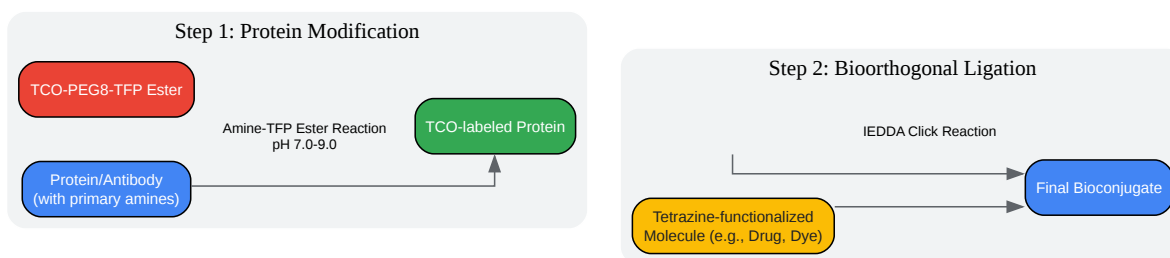 Step 1: Protein Modification
TCO-PEG8-TFP Ester
Amine-TFP Ester Reaction
pH 7.0-9.0
TCO-labeled Protein
Protein/Antibody
(with primary amines)
Step 2: Bioorthogonal Ligation
IEDDA Click Reaction
Final Bioconjugate
Tetrazine-functionalized
Molecule (e.g., Drug, Dye)